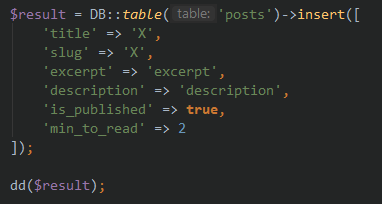 $result = DB::table( table: 'posts')->insert([
    'title' => 'X',
    'slug' => 'X',
    'excerpt' => 'excerpt',
    'description' => 'description',
    'is_published' => true,
    'min_to_read' => 2
]);
dd($result);